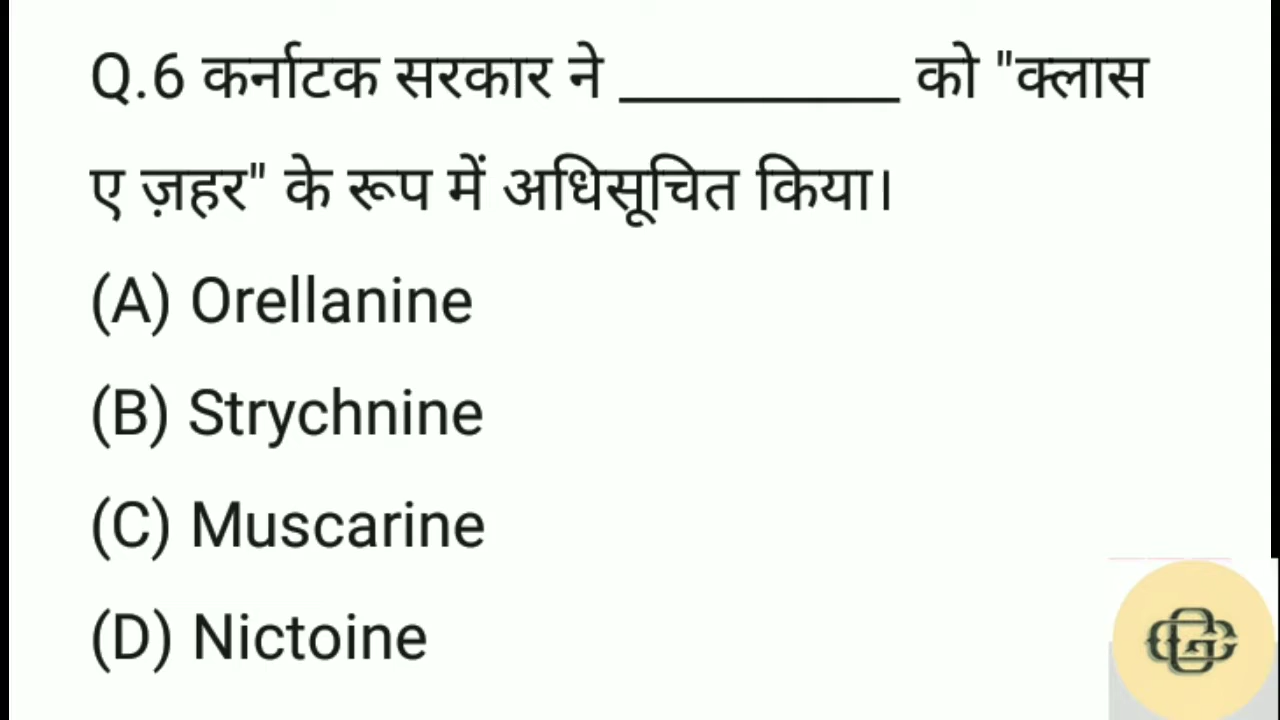 Q.6 कर्नाटक सरकार ने __________ को "क्लास
ए ज़हर" के रूप में अधिसूचित किया।
(A) Orellanine
(B) Strychnine
(C) Muscarine
(D) Nictoine